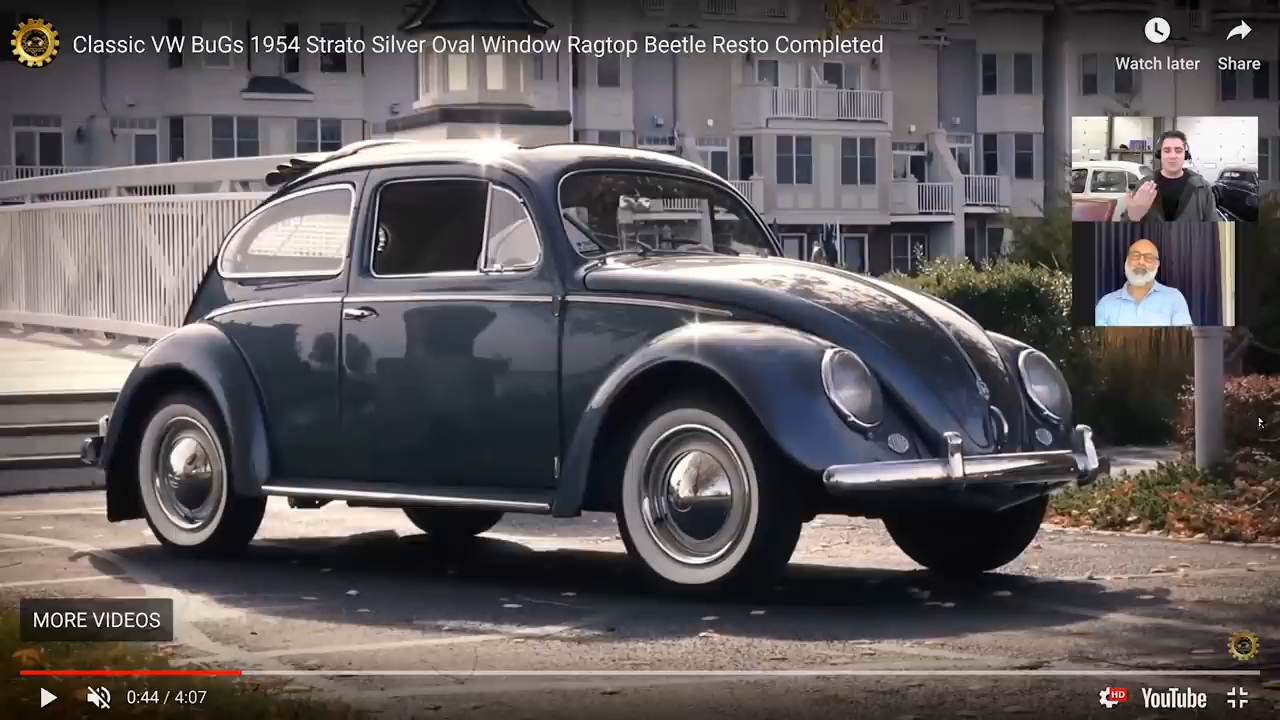 Classic VW BuGs 1954 Strato Silver Oval Window Ragtop Beetle Resto Completed
Watch later
Share
MORE VIDEOS
0:44 / 4:07
HD
YouTube